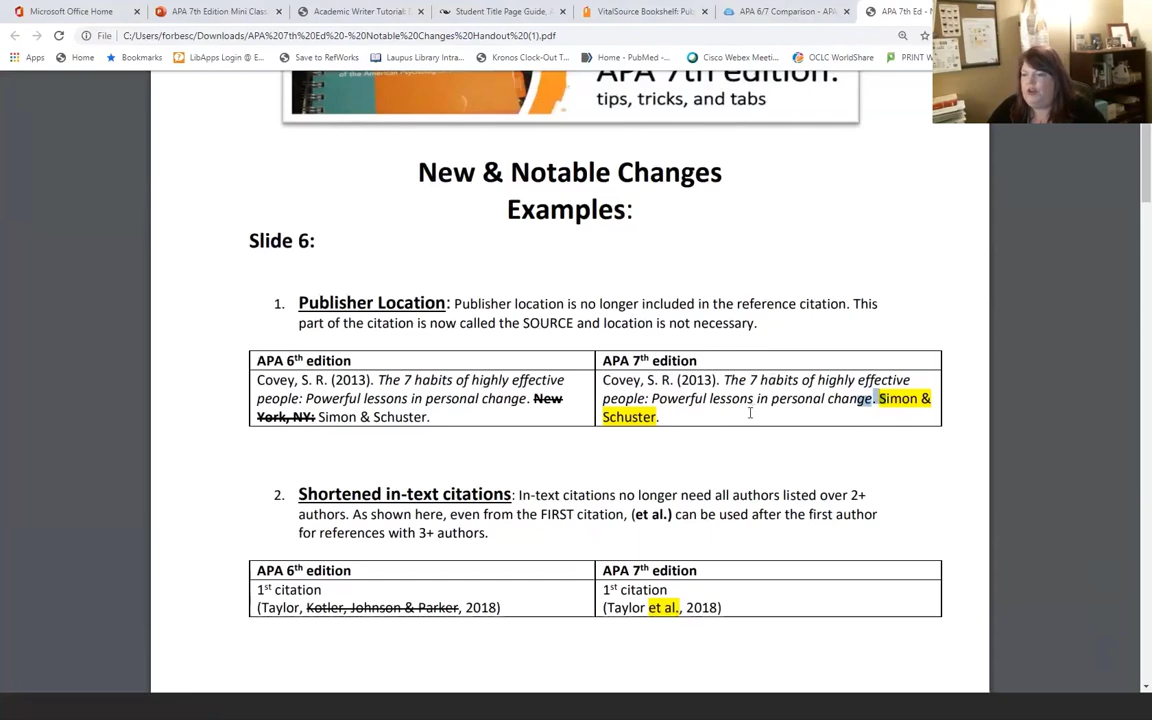 Microsoft Office Home
APA 7th Edition Mini Class
Academic Writer Tutorial:
Student Title Page Guide,
VitalSource Bookshelf: Pub
APA 6/7 Comparison - APA
APA 7th Ed - N
File C:/Users/forbesc/Downloads/APA%207th%20Ed%20-%20Notable%20Changes%20Handout%20(1).pdf
Apps Home Bookmarks LibApps Login @ E... Save to RefWorks Laupus Library Intra... Kronos Clock-Out T... Home - PubMed -... Cisco Webex Meeti... OCLC WorldShare PRINT
of the American Psychological
APA 7th edition:
tips, tricks, and tabs
New & Notable Changes
Examples:
Slide 6:
1. Publisher Location: Publisher location is no longer included in the reference citation. This
part of the citation is now called the SOURCE and location is not necessary.
APA 6th edition
Covey, S. R. (2013). The 7 habits of highly effective
people: Powerful lessons in personal change. New
York, NY: Simon & Schuster.
APA 7th edition
Covey, S. R. (2013). The 7 habits of highly effective
people: Powerful lessons in personal change. Simon &
Schuster.
2. Shortened in-text citations: In-text citations no longer need all authors listed over 2+
authors. As shown here, even from the FIRST citation, (et al.) can be used after the first author
for references with 3+ authors.
APA 6th edition
1st citation
(Taylor, Kotler, Johnson & Parker, 2018)
APA 7th edition
1st citation
(Taylor et al., 2018)